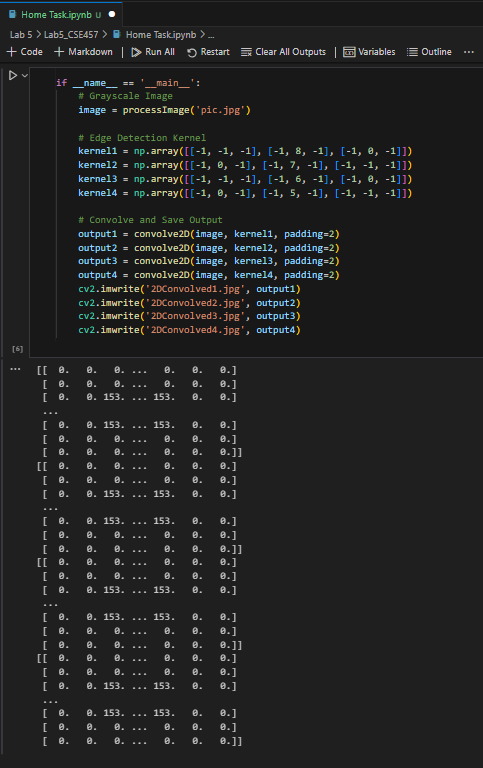 Home Task.ipynb U ●
Lab 5 > Lab5_CSE457 > Home Task.ipynb > ...
+ Code + Markdown | Run All Restart Clear All Outputs | Variables Outline ...
if __name__ == '__main__':
# Grayscale Image
image = processImage('pic.jpg')
# Edge Detection Kernel
kernel1 = np.array([[-1, -1, -1], [-1, 8, -1], [-1, 0, -1]])
kernel2 = np.array([[-1, 0, -1], [-1, 7, -1], [-1, -1, -1]])
kernel3 = np.array([[-1, -1, -1], [-1, 6, -1], [-1, 0, -1]])
kernel4 = np.array([[-1, 0, -1], [-1, 5, -1], [-1, -1, -1]])
# Convolve and Save Output
output1 = convolve2D(image, kernel1, padding=2)
output2 = convolve2D(image, kernel2, padding=2)
output3 = convolve2D(image, kernel3, padding=2)
output4 = convolve2D(image, kernel4, padding=2)
cv2.imwrite('2DConvolved1.jpg', output1)
cv2.imwrite('2DConvolved2.jpg', output2)
cv2.imwrite('2DConvolved3.jpg', output3)
cv2.imwrite('2DConvolved4.jpg', output4)
[6]
... [[ 0. 0. 0. ... 0. 0. 0.]
[ 0. 0. 0. ... 0. 0. 0.]
[ 0. 0. 153. ... 153. 0. 0.]
...
[ 0. 0. 153. ... 153. 0. 0.]
[ 0. 0. 0. ... 0. 0. 0.]
[ 0. 0. 0. ... 0. 0. 0.]]
[[ 0. 0. 0. ... 0. 0. 0.]
[ 0. 0. 0. ... 0. 0. 0.]
[ 0. 0. 153. ... 153. 0. 0.]
...
[ 0. 0. 153. ... 153. 0. 0.]
[ 0. 0. 0. ... 0. 0. 0.]
[ 0. 0. 0. ... 0. 0. 0.]]
[[ 0. 0. 0. ... 0. 0. 0.]
[ 0. 0. 0. ... 0. 0. 0.]
[ 0. 0. 153. ... 153. 0. 0.]
...
[ 0. 0. 153. ... 153. 0. 0.]
[ 0. 0. 0. ... 0. 0. 0.]
[ 0. 0. 0. ... 0. 0. 0.]]
[[ 0. 0. 0. ... 0. 0. 0.]
[ 0. 0. 0. ... 0. 0. 0.]
[ 0. 0. 153. ... 153. 0. 0.]
...
[ 0. 0. 153. ... 153. 0. 0.]
[ 0. 0. 0. ... 0. 0. 0.]
[ 0. 0. 0. ... 0. 0. 0.]]